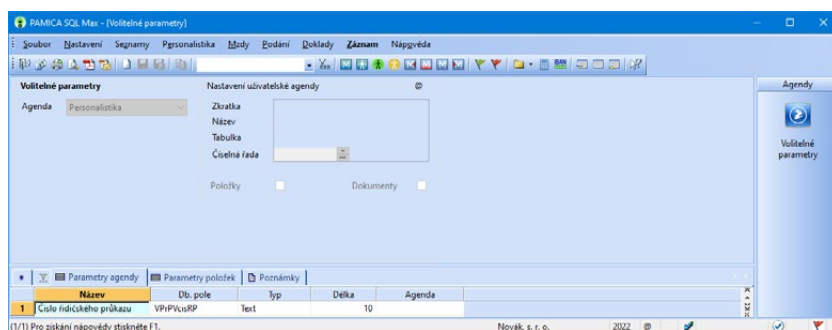 PAMICA SQL Max - [Volitelné parametry]
Soubor Nastavení Seznamy Personalistika Mzdy Podání Doklady Záznam Nápověda
Volitelné parametry Nastavení uživatelské agendy @ Agendy
Agenda Personalistika Zkratka
Název
Tabulka
Číselná řada
Volitelné
parametry
Položky Dokumenty
Parametry agendy Parametry položek Poznámky
Název Db. pole Typ Délka Agenda
1 Číslo řidičského průkazu VPrPVcisRP Text 10
(1/1) Pro získání nápovědy stiskněte F1. Novák, s. r. o. 2022 @